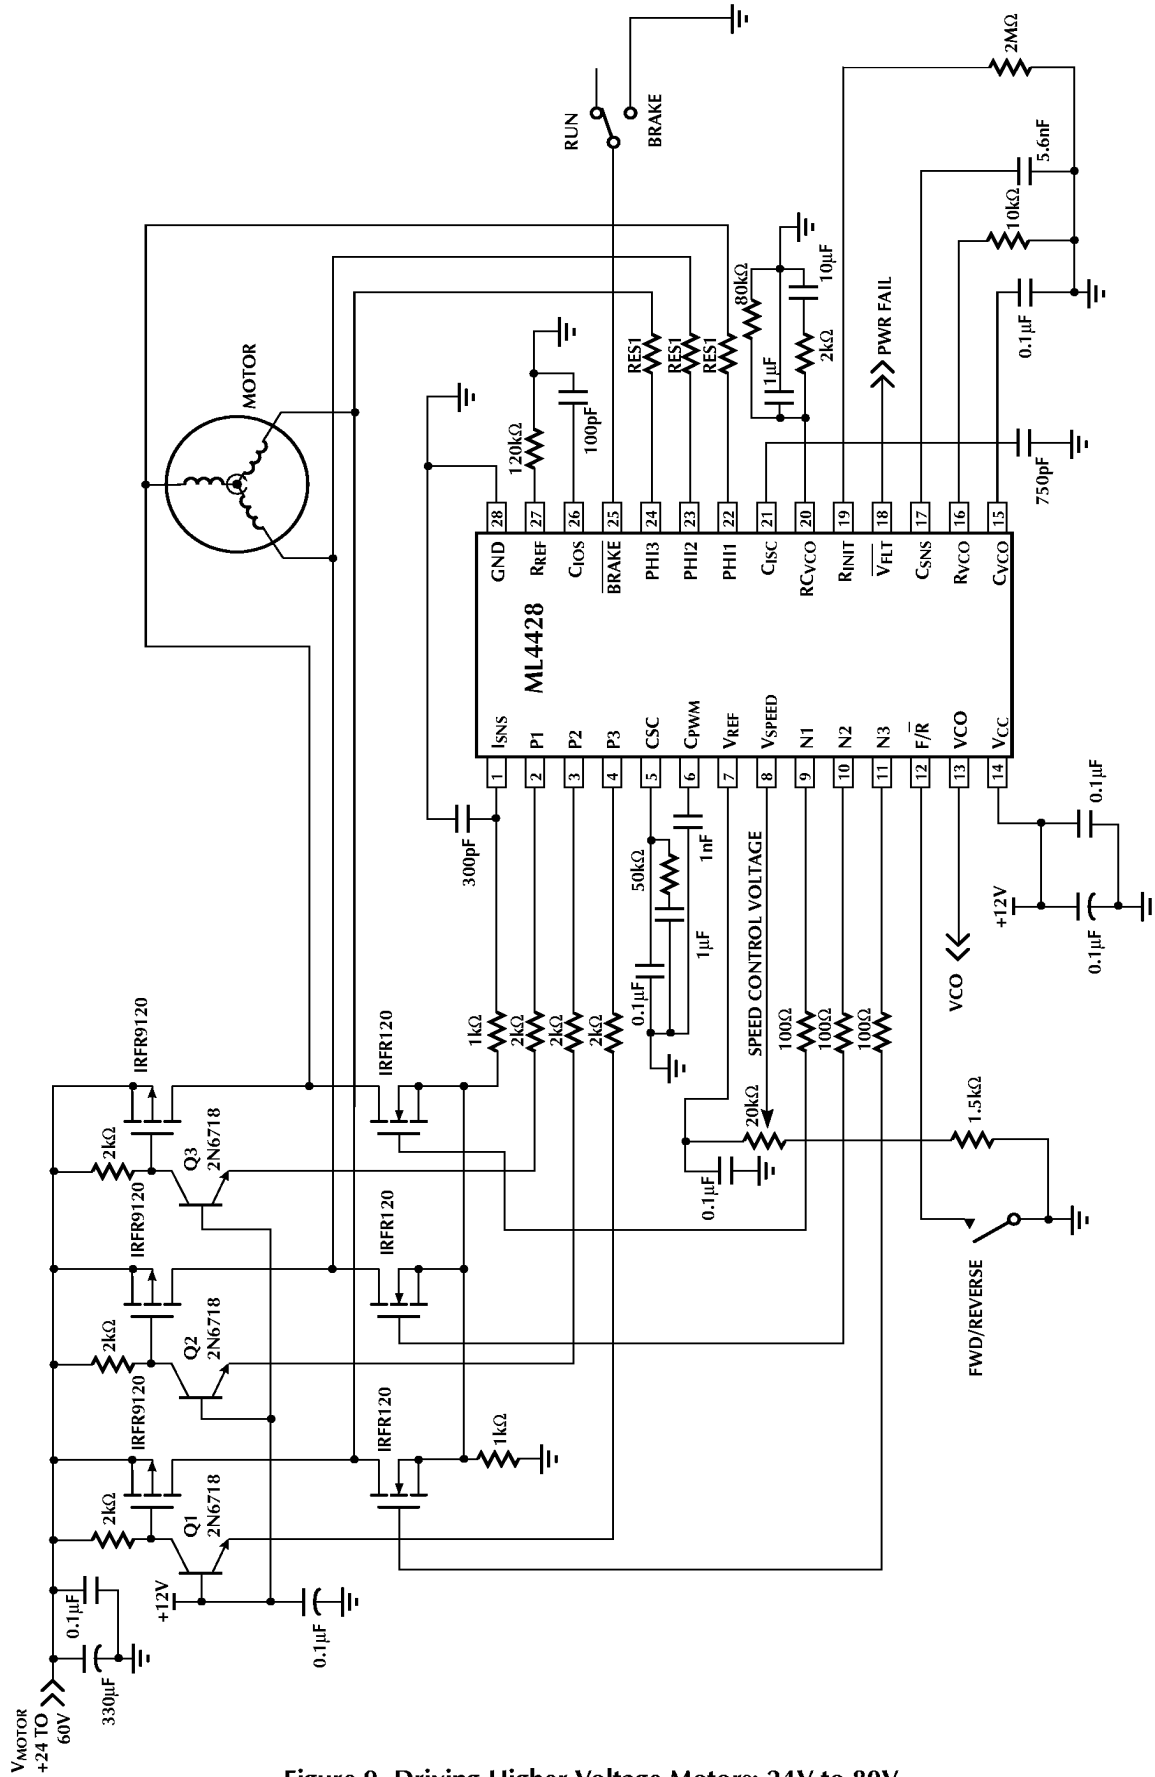 RUN
BRAKE
2MΩ
5.6nF
10kΩ
0.1µF
MOTOR
80kΩ
10µF
1µF
2kΩ
PWR FAIL
750pF
RES1
RES1
RES1
120kΩ
100pF
28
27
26
25
24
23
22
21
20
19
18
17
16
15
GND
RREF
CIOS
BRAKE
PHI3
PHI2
PHI1
CISC
RCVCO
RINIT
VFLT
CSNS
RVCO
CVCO
ML4428
ISNS
P1
P2
P3
CSC
CPWM
VREF
VSPEED
N1
N2
N3
F/R
VCO
VCC
1
2
3
4
5
6
7
8
9
10
11
12
13
14
300pF
50kΩ
1nF
1µF
0.1µF
SPEED CONTROL VOLTAGE
+12V
0.1µF
0.1µF
VCO
1kΩ
2kΩ
2kΩ
2kΩ
100Ω
100Ω
100Ω
20kΩ
1.5kΩ
0.1µF
FWD/REVERSE
IRFR9120
IRFR120
2kΩ
Q3
2N6718
IRFR9120
IRFR120
2kΩ
Q2
2N6718
IRFR9120
IRFR120
2kΩ
Q1
2N6718
1kΩ
+12V
0.1µF
0.1µF
330µF
VMOTOR
+24 TO
60V
Figure 9. Driving Higher Voltage Motors: 24V to 80V